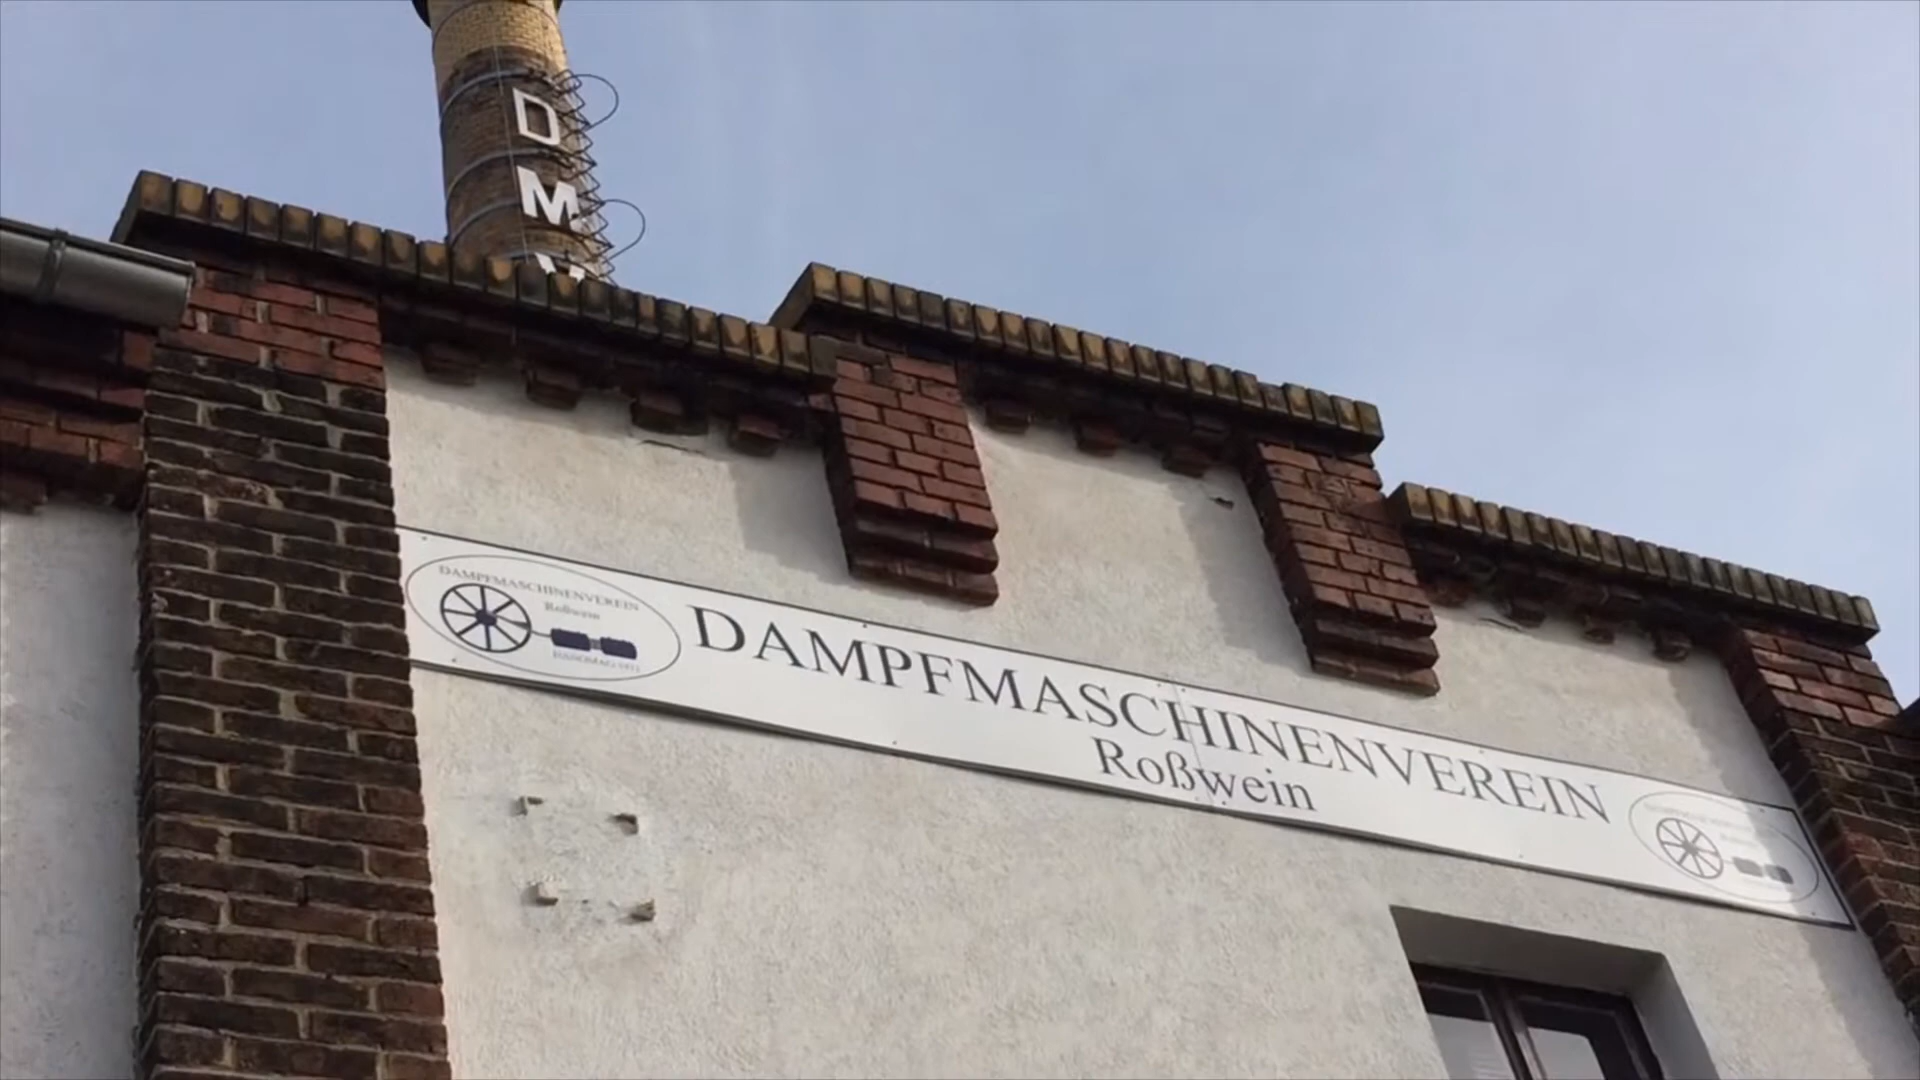 D
M
V
DAMPFMASCHINENVEREIN
Roßwein
DAMPFMASCHINENVEREIN
Roßwein